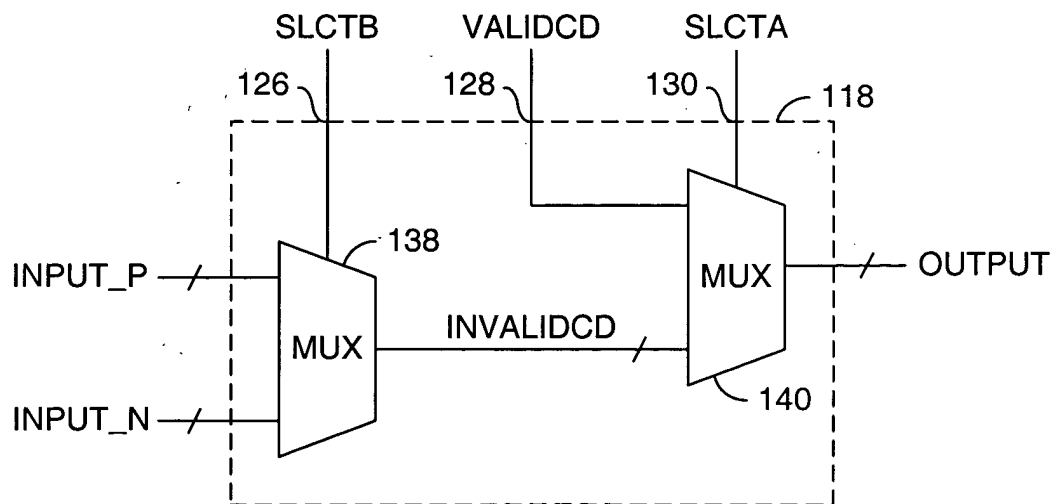 SLCTB VALIDCD SLCTA
126 128 130 118
138
INPUT_P MUX OUTPUT
INVALIDCD
MUX
INPUT_N 140